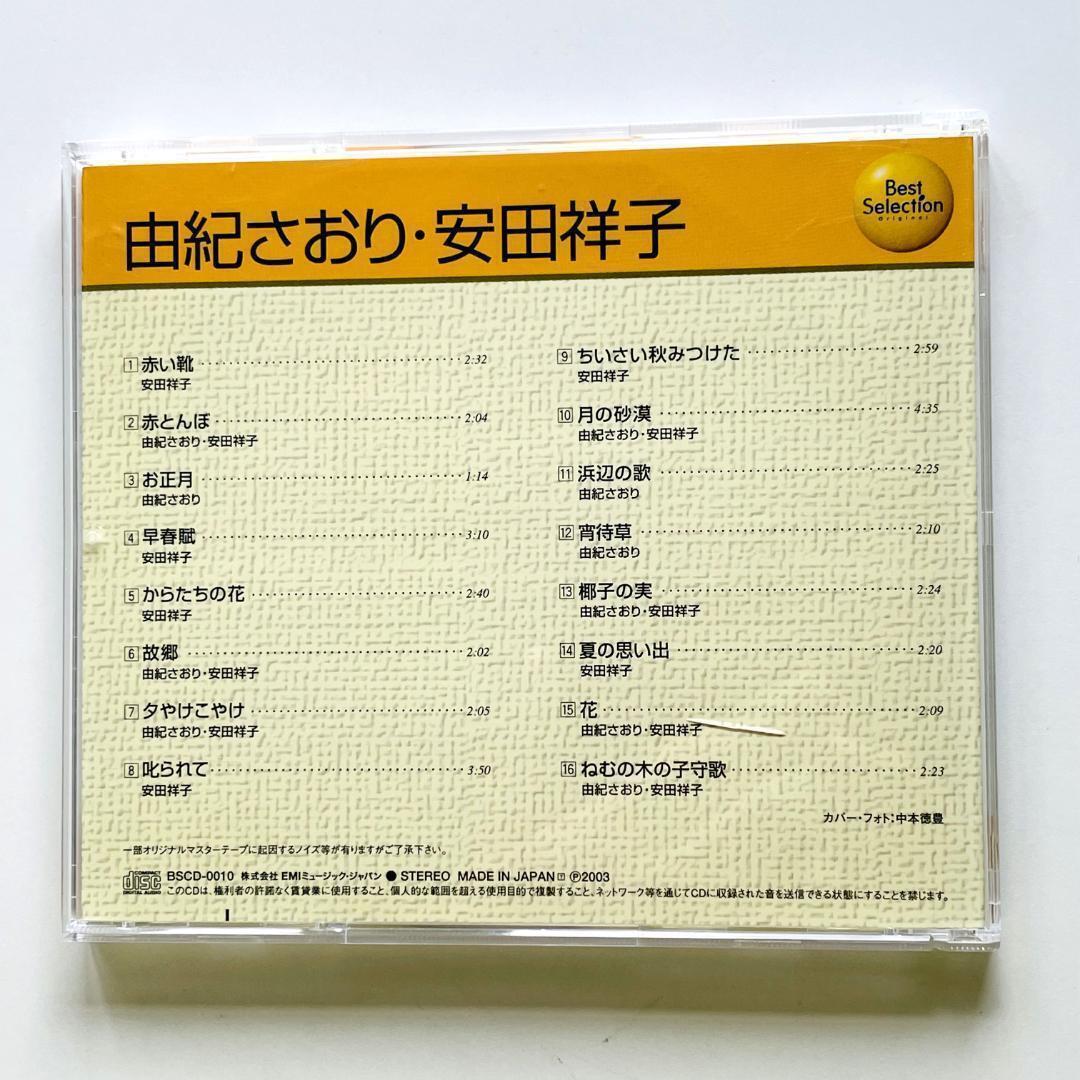 由紀さおり・安田祥子
Best
Selection
Original
1 赤い靴 2:32
安田祥子
2 赤とんぼ 2:04
由紀さおり・安田祥子
3 お正月 1:14
由紀さおり
4 早春賦 3:10
安田祥子
5 からたちの花 2:40
安田祥子
6 故郷 2:02
由紀さおり・安田祥子
7 夕やけこやけ 2:05
由紀さおり・安田祥子
8 叱られて 3:50
安田祥子
9 ちいさい秋みつけた 2:59
安田祥子
10 月の砂漠 4:35
由紀さおり・安田祥子
11 浜辺の歌 2:25
由紀さおり
12 宵待草 2:10
由紀さおり
13 椰子の実 2:24
由紀さおり・安田祥子
14 夏の思い出 2:20
安田祥子
15 花 2:09
由紀さおり・安田祥子
16 ねむの木の子守歌 2:23
由紀さおり・安田祥子
カバー・フォト：中本徳豊
一部オリジナルマスターテープに起因するノイズ等が有りますがご了承下さい。
COMPACT
disc
DIGITAL AUDIO
BSCD-0010 株式会社 EMIミュージック・ジャパン ● STEREO MADE IN JAPAN ⓉⓅ2003
このCDは、権利者の許諾なく賃貸業に使用すること、個人的な範囲を超える使用目的で複製すること、ネットワーク等を通じてCDに収録された音を送信できる状態にすることを禁じます。